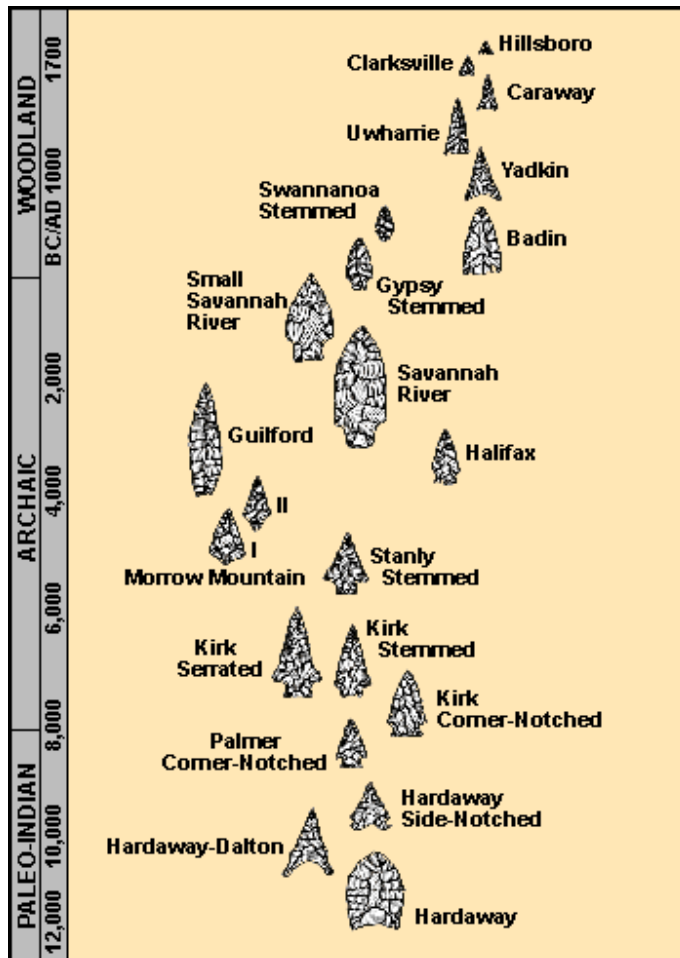 WOODLAND
ARCHAIC
PALEO-INDIAN
1700
BC/AD 1000
2,000
4,000
6,000
8,000
10,000
12,000
Hillsboro
Clarksville
Caraway
Uwharrie
Yadkin
Swannanoa
Stemmed
Badin
Small
Savannah
River
Gypsy
Stemmed
Savannah
River
Guilford
Halifax
II
I
Morrow Mountain
Stanly
Stemmed
Kirk
Serrated
Kirk
Stemmed
Kirk
Corner-Notched
Palmer
Corner-Notched
Hardaway
Side-Notched
Hardaway-Dalton
Hardaway